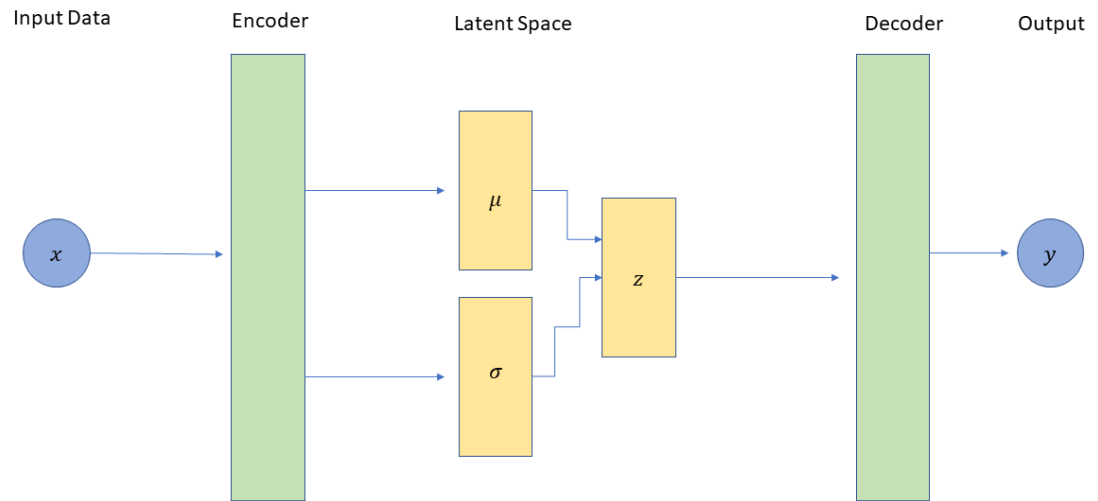 Input Data
Encoder
Latent Space
Decoder
Output
μ
x
z
y
σ